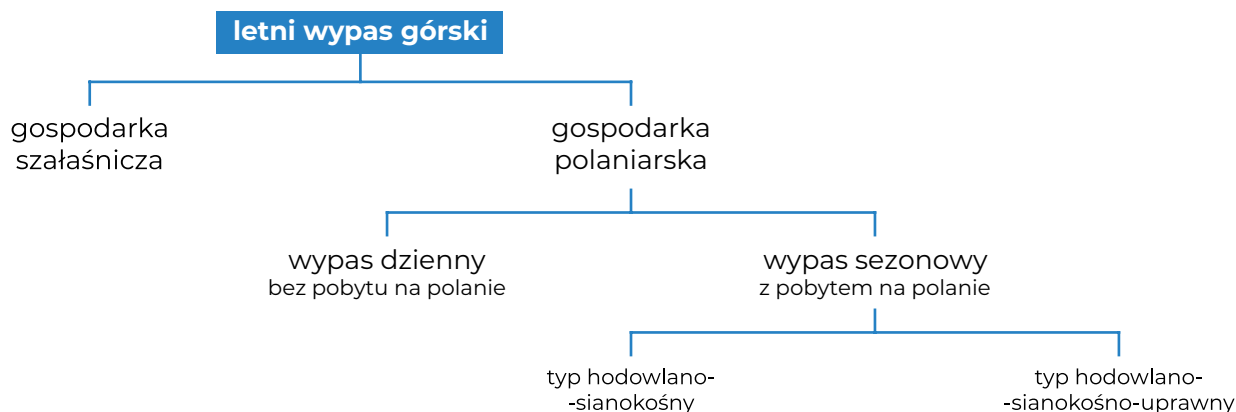 letni wypas górski
gospodarka
szałaśnicza
gospodarka
polaniarska
wypas dzienny
bez pobytu na polanie
wypas sezonowy
z pobytem na polanie
typ hodowlano-
-sianokośny
typ hodowlano-
-sianokośno-uprawny